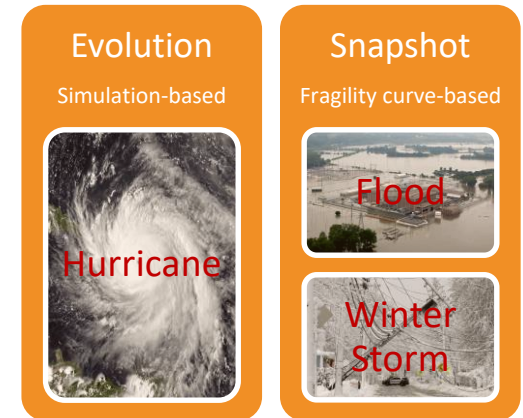 Evolution
Simulation-based
Hurricane
Snapshot
Fragility curve-based
Flood
Winter
Storm